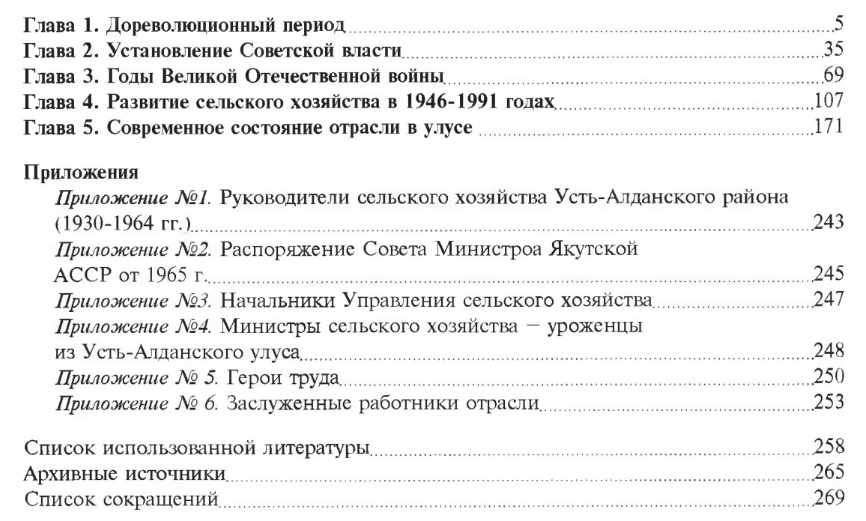 Глава 1. Дореволюционный период 5
Глава 2. Установление Советской власти 35
Глава 3. Годы Великой Отечественной войны 69
Глава 4. Развитие сельского хозяйства в 1946-1991 годах 107
Глава 5. Современное состояние отрасли в улусе 171
Приложения
Приложение №1. Руководители сельского хозяйства Усть-Алданского района
(1930-1964 гг.) 243
Приложение №2. Распоряжение Совета Министроа Якутской
АССР от 1965 г. 245
Приложение №3. Начальники Управления сельского хозяйства 247
Приложение №4. Министры сельского хозяйства – уроженцы
из Усть-Алданского улуса 248
Приложение № 5. Герои труда 250
Приложение № 6. Заслуженные работники отрасли 253
Список использованной литературы 258
Архивные источники 265
Список сокращений 269